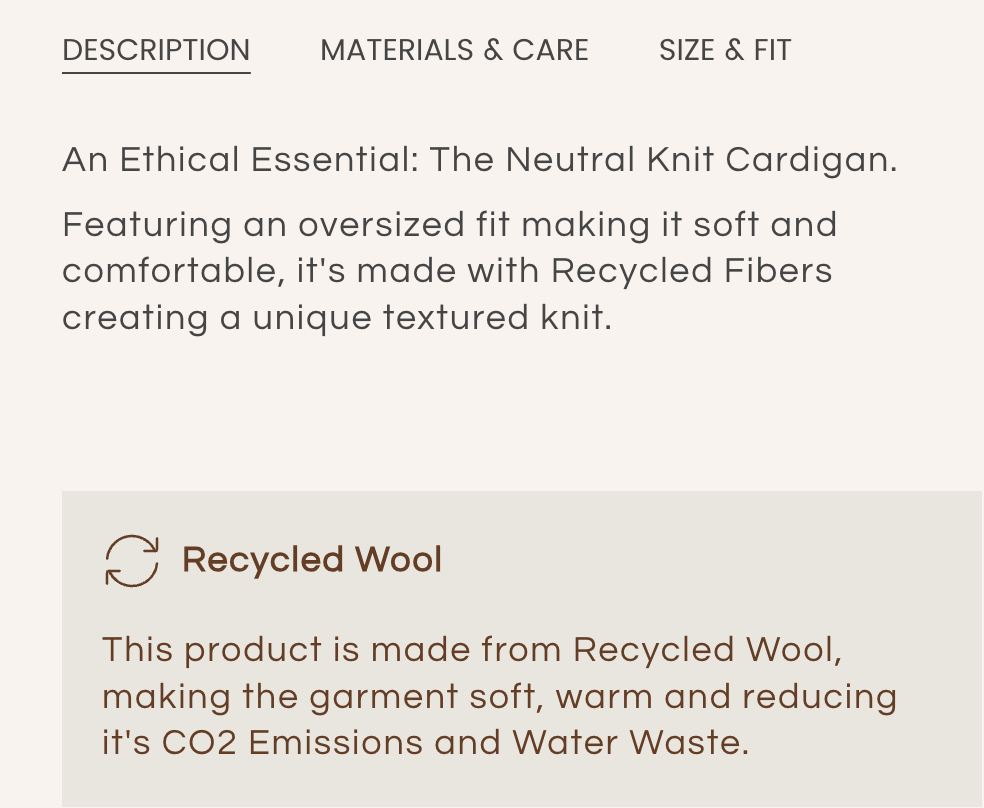 DESCRIPTION MATERIALS & CARE SIZE & FIT
An Ethical Essential: The Neutral Knit Cardigan.
Featuring an oversized fit making it soft and
comfortable, it's made with Recycled Fibers
creating a unique textured knit.
Recycled Wool
This product is made from Recycled Wool,
making the garment soft, warm and reducing
it's CO2 Emissions and Water Waste.